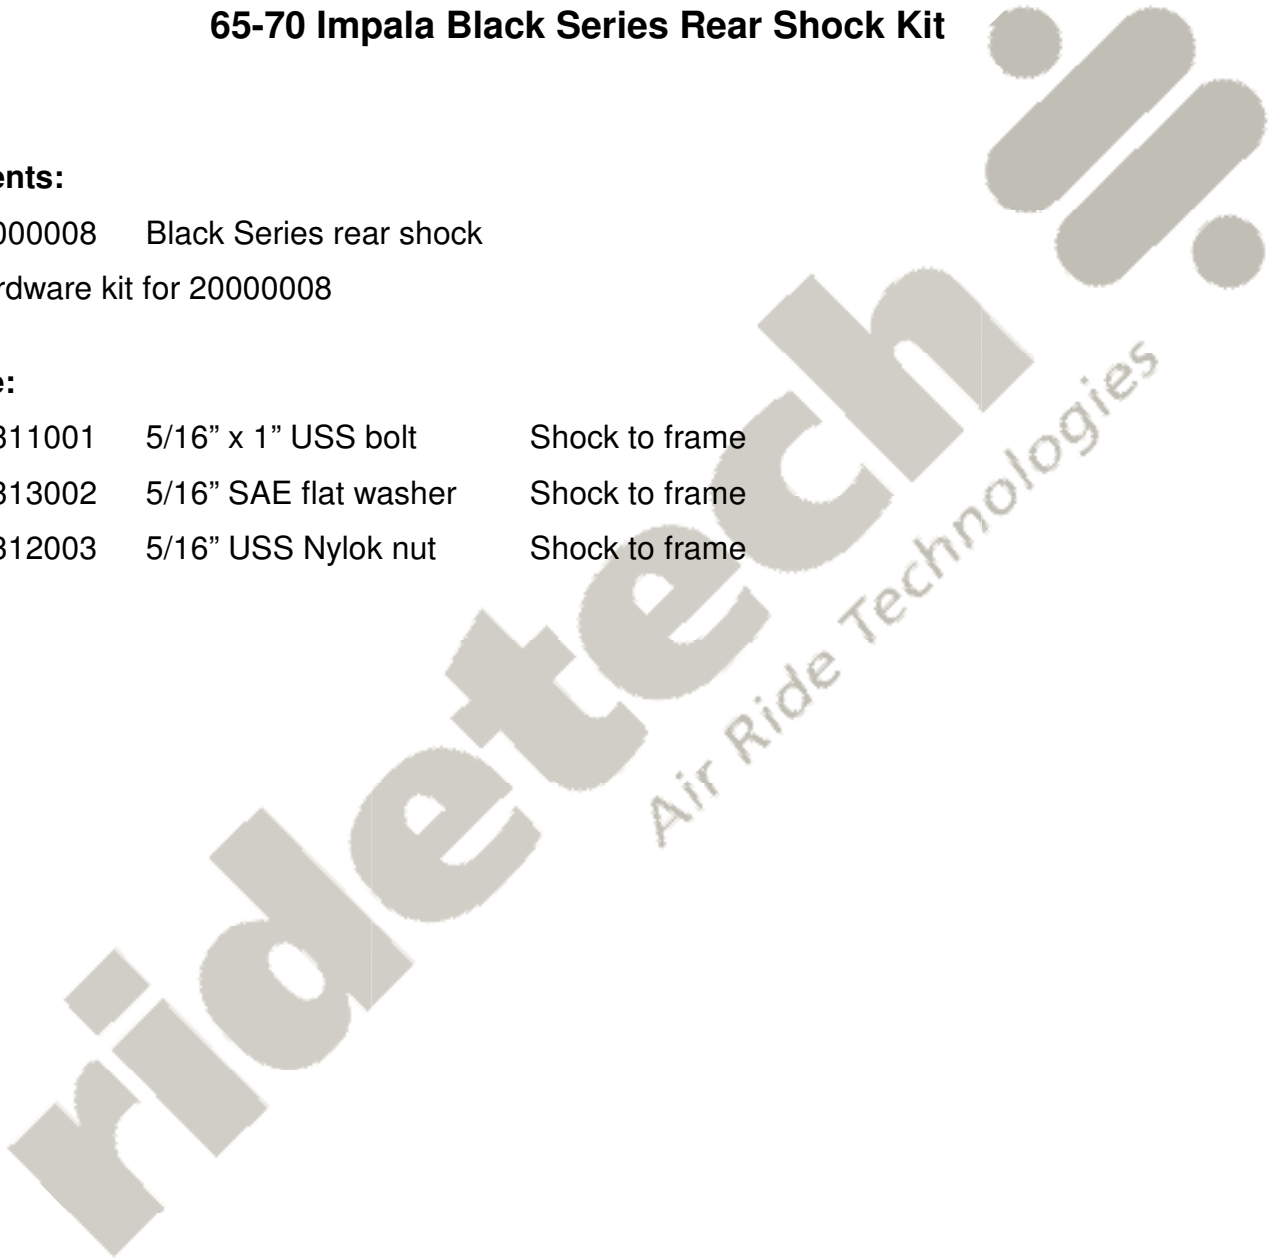 65-70 Impala Black Series Rear Shock Kit
ents:
000008 Black Series rear shock
rdware kit for 20000008
e:
311001 5/16” x 1” USS bolt Shock to frame
313002 5/16” SAE flat washer Shock to frame
312003 5/16” USS Nylok nut Shock to frame
ridetech
Air Ride Technologies